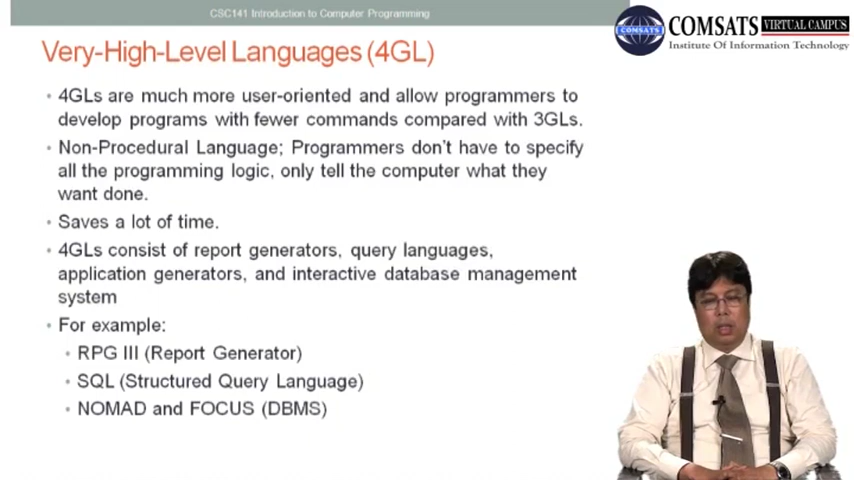 CSC141 Introduction to Computer Programming
COMSATS VIRTUAL CAMPUS
Institute Of Information Technology
COMSATS
Very-High-Level Languages (4GL)
• 4GLs are much more user-oriented and allow programmers to
develop programs with fewer commands compared with 3GLs.
• Non-Procedural Language; Programmers don't have to specify
all the programming logic, only tell the computer what they
want done.
• Saves a lot of time.
• 4GLs consist of report generators, query languages,
application generators, and interactive database management
system
• For example:
• RPG III (Report Generator)
• SQL (Structured Query Language)
• NOMAD and FOCUS (DBMS)